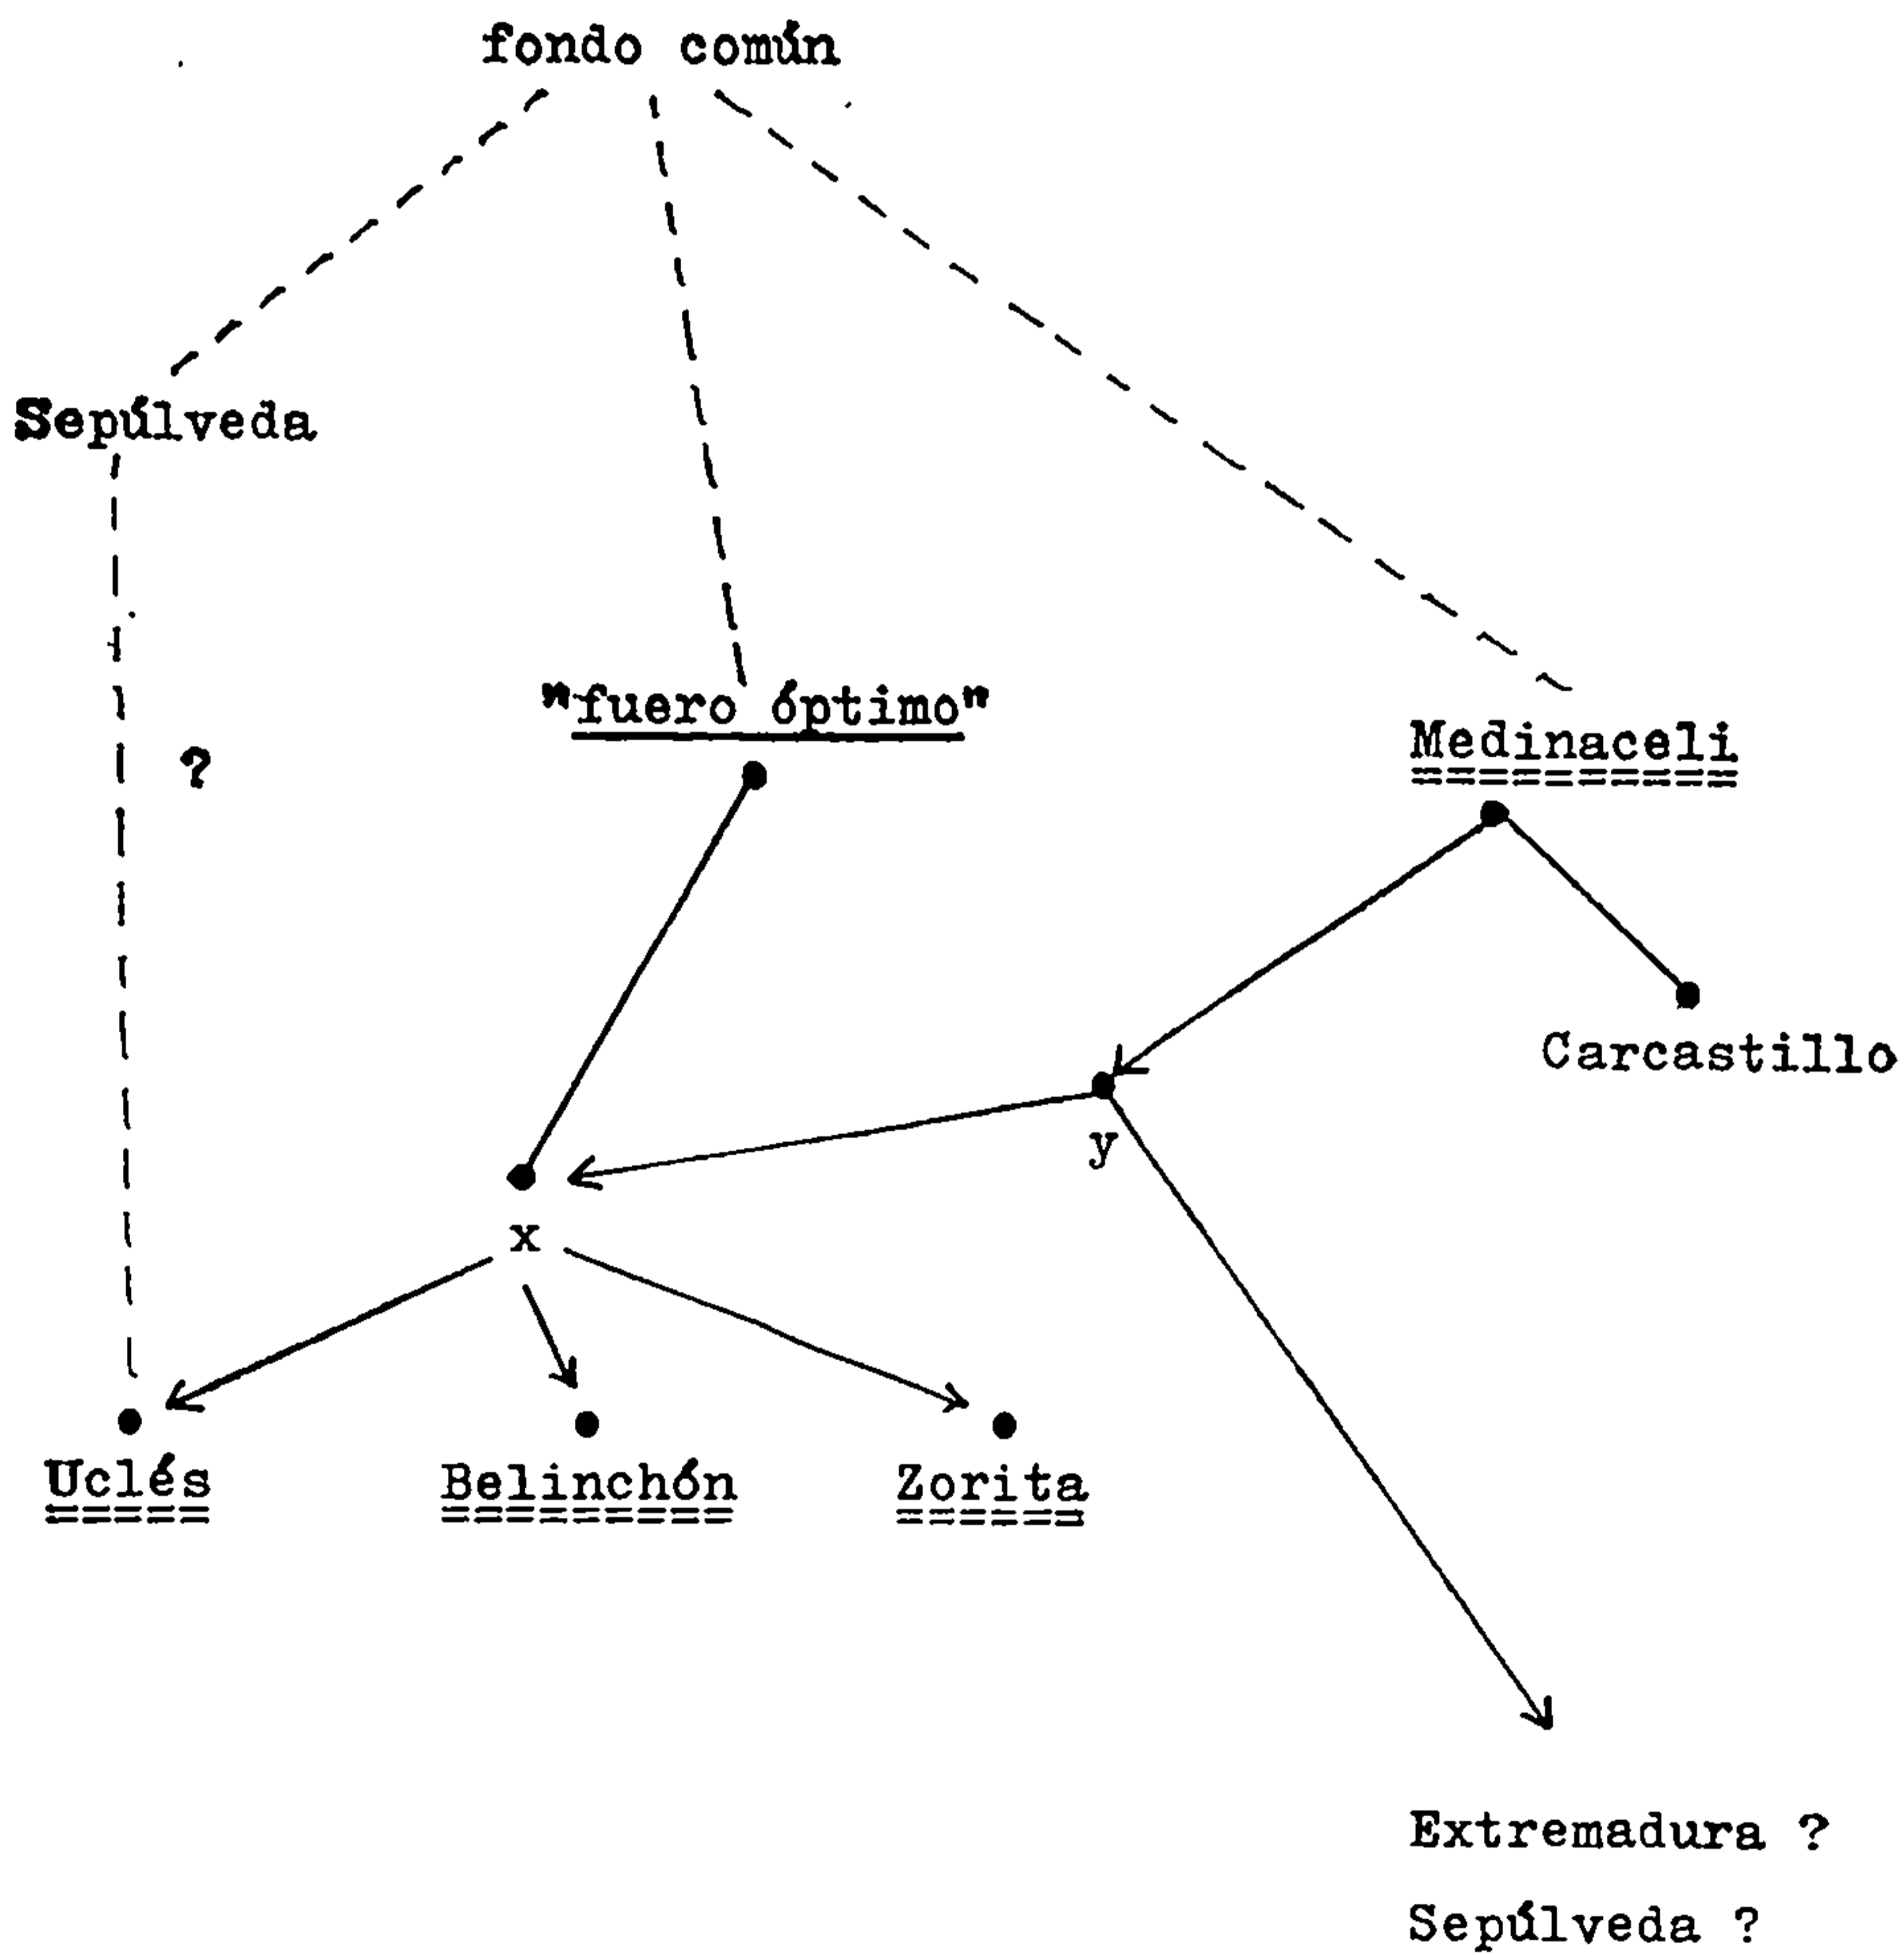 fondo común
Sepúlveda
"fuero óptimo"
?
Medinaceli
Carcastillo
y
x
Uclés
Belinchón
Zorita
Extremadura ?
Sepúlveda ?